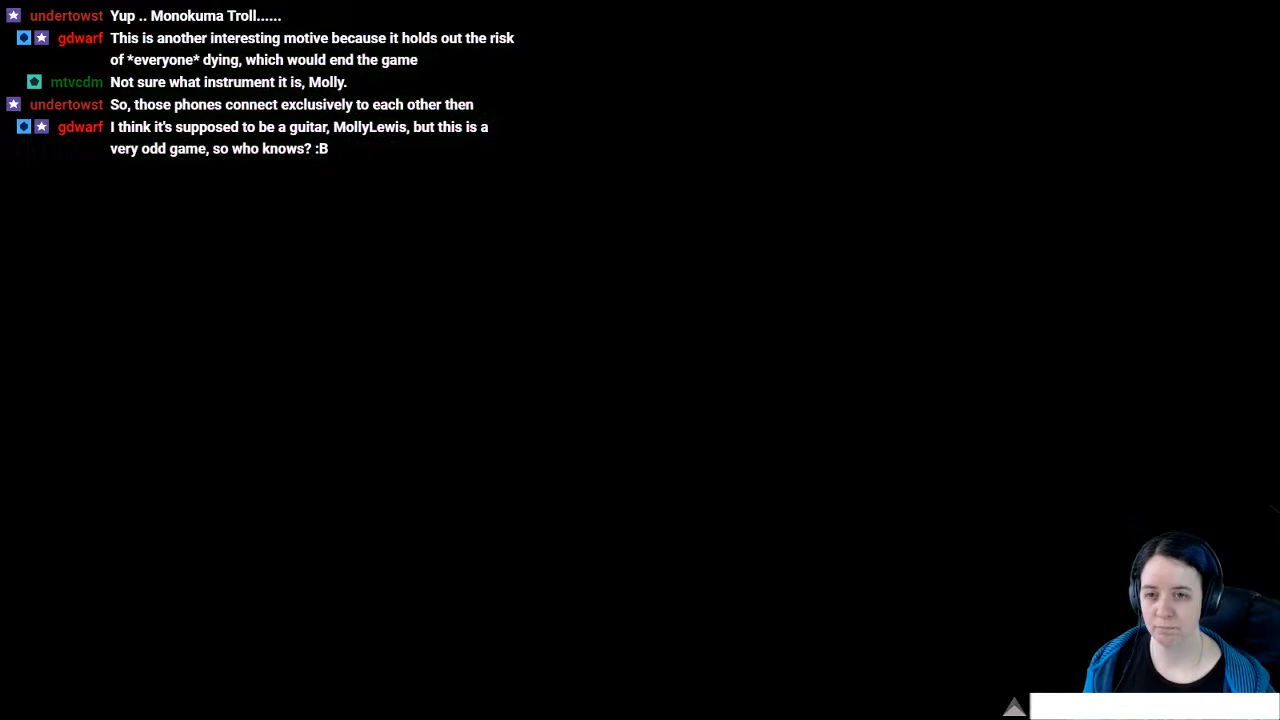 undertowst Yup .. Monokuma Troll......
gdwarf This is another interesting motive because it holds out the risk
of *everyone* dying, which would end the game
mtvcdm Not sure what instrument it is, Molly.
undertowst So, those phones connect exclusively to each other then
gdwarf I think it's supposed to be a guitar, MollyLewis, but this is a
very odd game, so who knows? :B